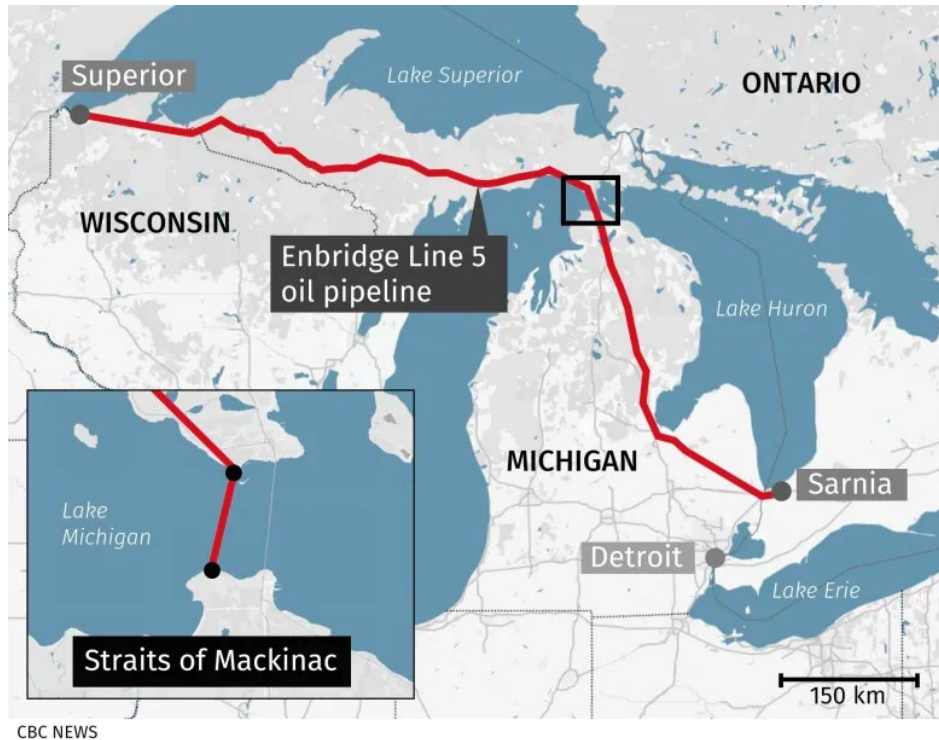 Superior
Lake Superior
ONTARIO
WISCONSIN
Enbridge Line 5
oil pipeline
Lake Huron
MICHIGAN
Sarnia
Lake
Michigan
Detroit
Lake Erie
Straits of Mackinac
150 km
CBC NEWS